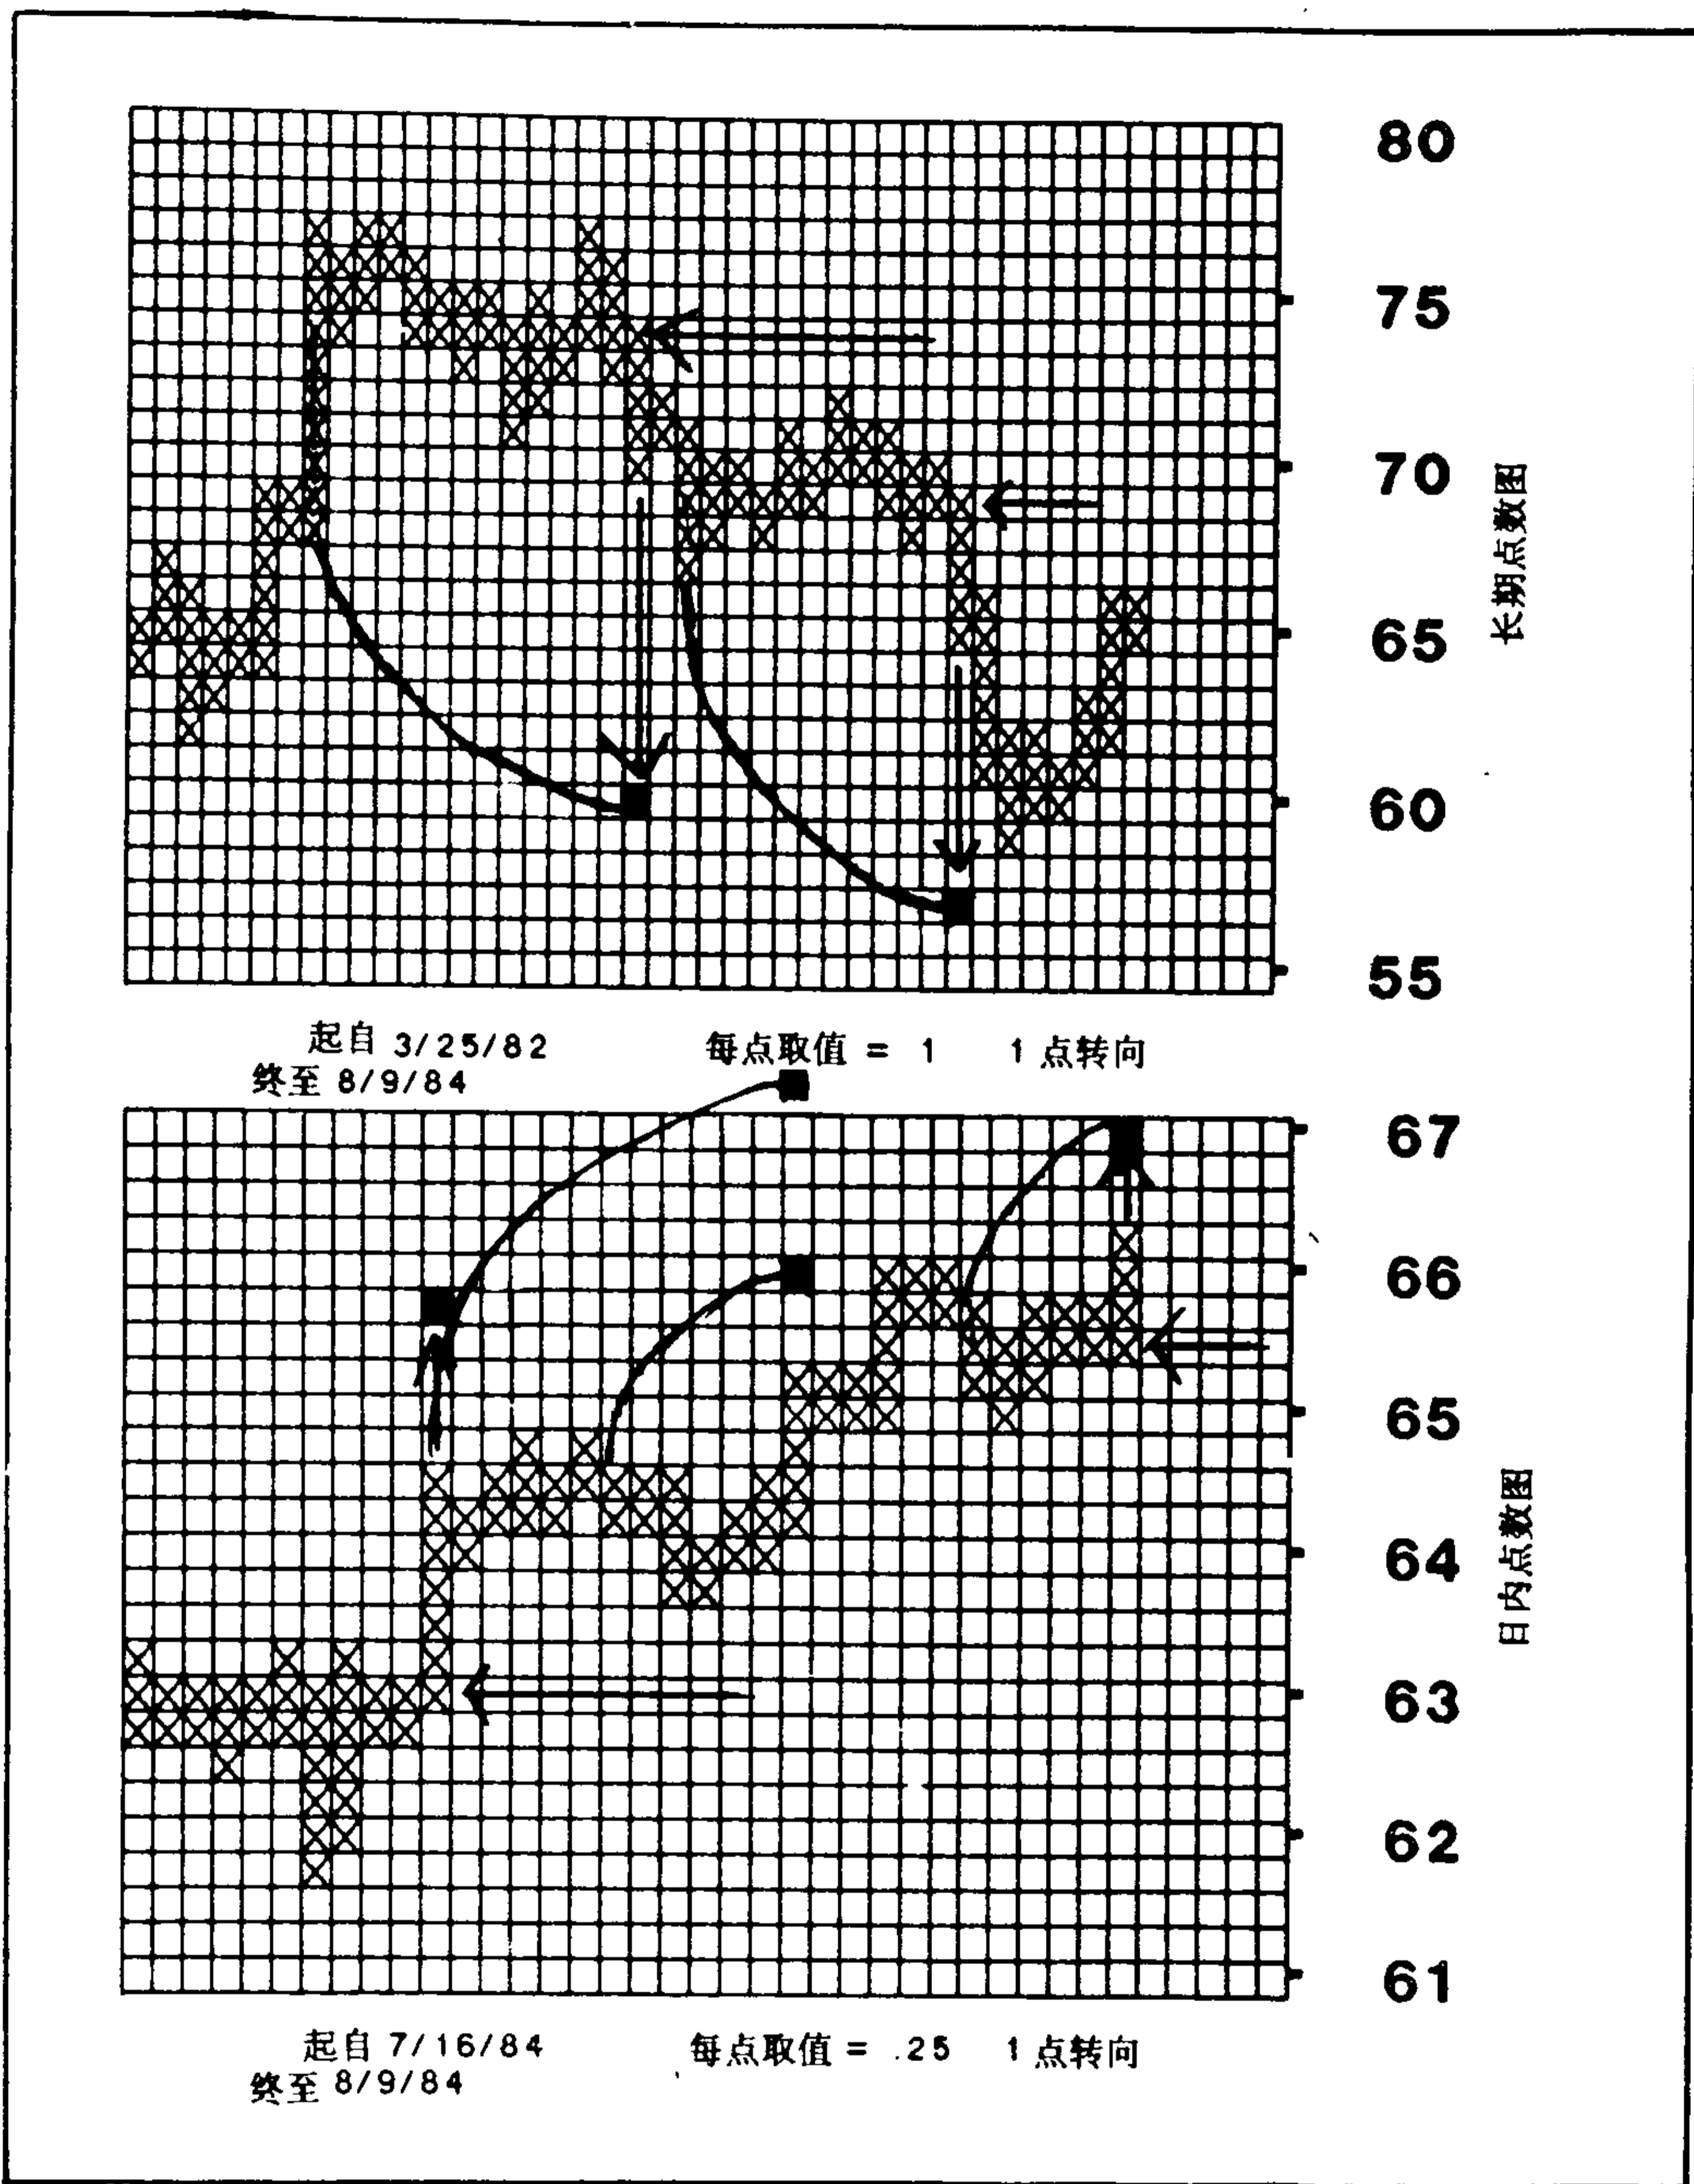 80
75
70
65
60
55
长期点数图
起自 3/25/82 每点取值 = 1 1 点转向
终至 8/9/84
67
66
65
64
63
62
61
日内点数图
起自 7/16/84 每点取值 = .25 1 点转向
终至 8/9/84